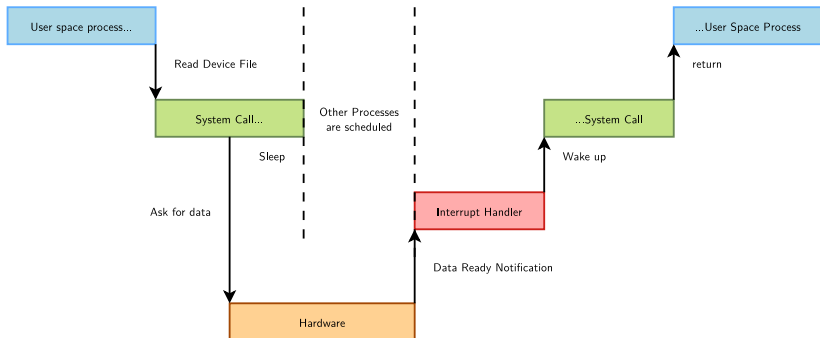 User space process...
...User Space Process
Read Device File
return
System Call...
Other Processes
are scheduled
...System Call
Sleep
Wake up
Ask for data
Interrupt Handler
Data Ready Notification
Hardware